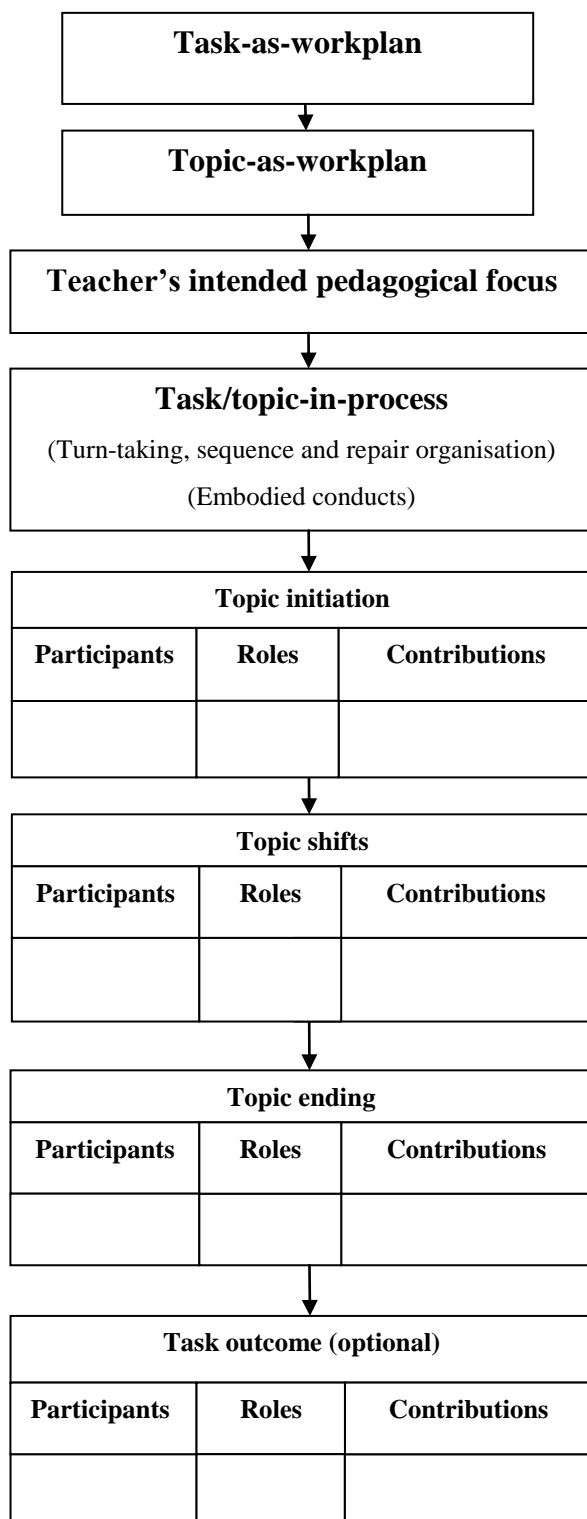 Task-as-workplan
Topic-as-workplan
Teacher’s intended pedagogical focus
Task/topic-in-process
(Turn-taking, sequence and repair organisation)
(Embodied conducts)
Topic initiation
Participants Roles Contributions
Topic shifts
Participants Roles Contributions
Topic ending
Participants Roles Contributions
Task outcome (optional)
Participants Roles Contributions